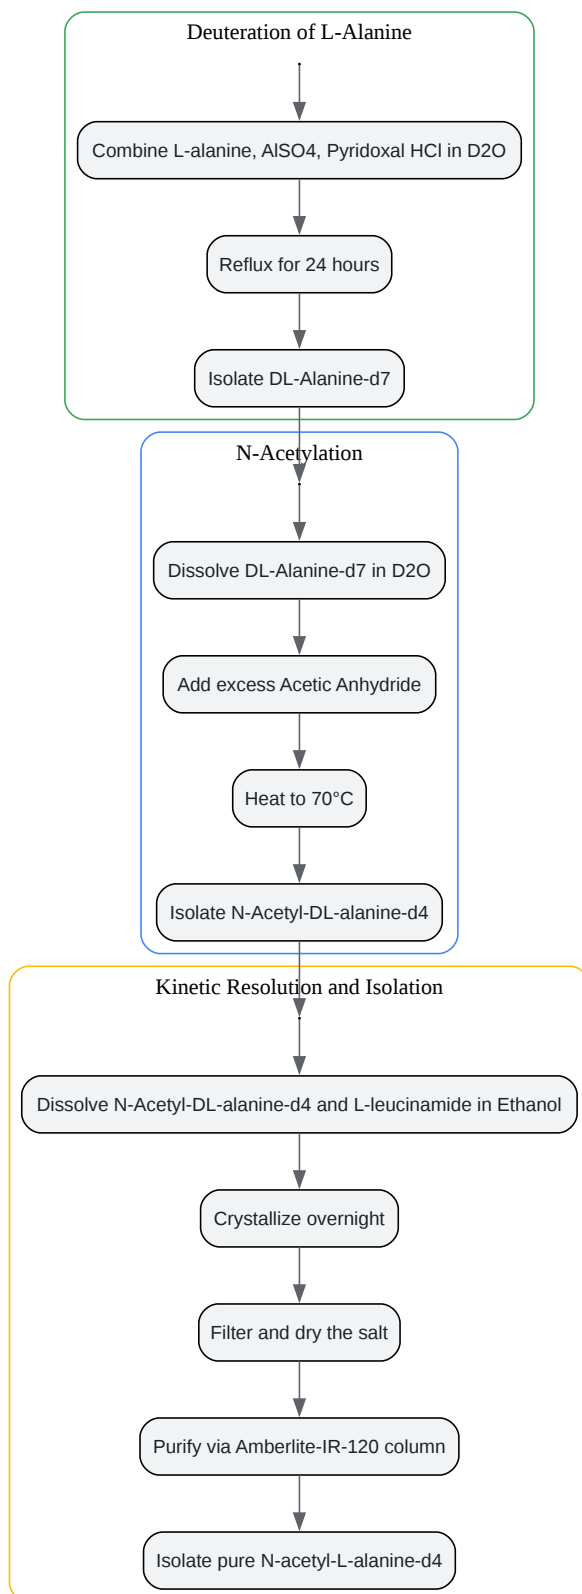 Deuteration of L-Alanine
Combine L-alanine, AlSO4, Pyridoxal HCl in D2O
Reflux for 24 hours
Isolate DL-Alanine-d7
N-Acetylation
Dissolve DL-Alanine-d7 in D2O
Add excess Acetic Anhydride
Heat to 70°C
Isolate N-Acetyl-DL-alanine-d4
Kinetic Resolution and Isolation
Dissolve N-Acetyl-DL-alanine-d4 and L-leucinamide in Ethanol
Crystallize overnight
Filter and dry the salt
Purify via Amberlite-IR-120 column
Isolate pure N-acetyl-L-alanine-d4